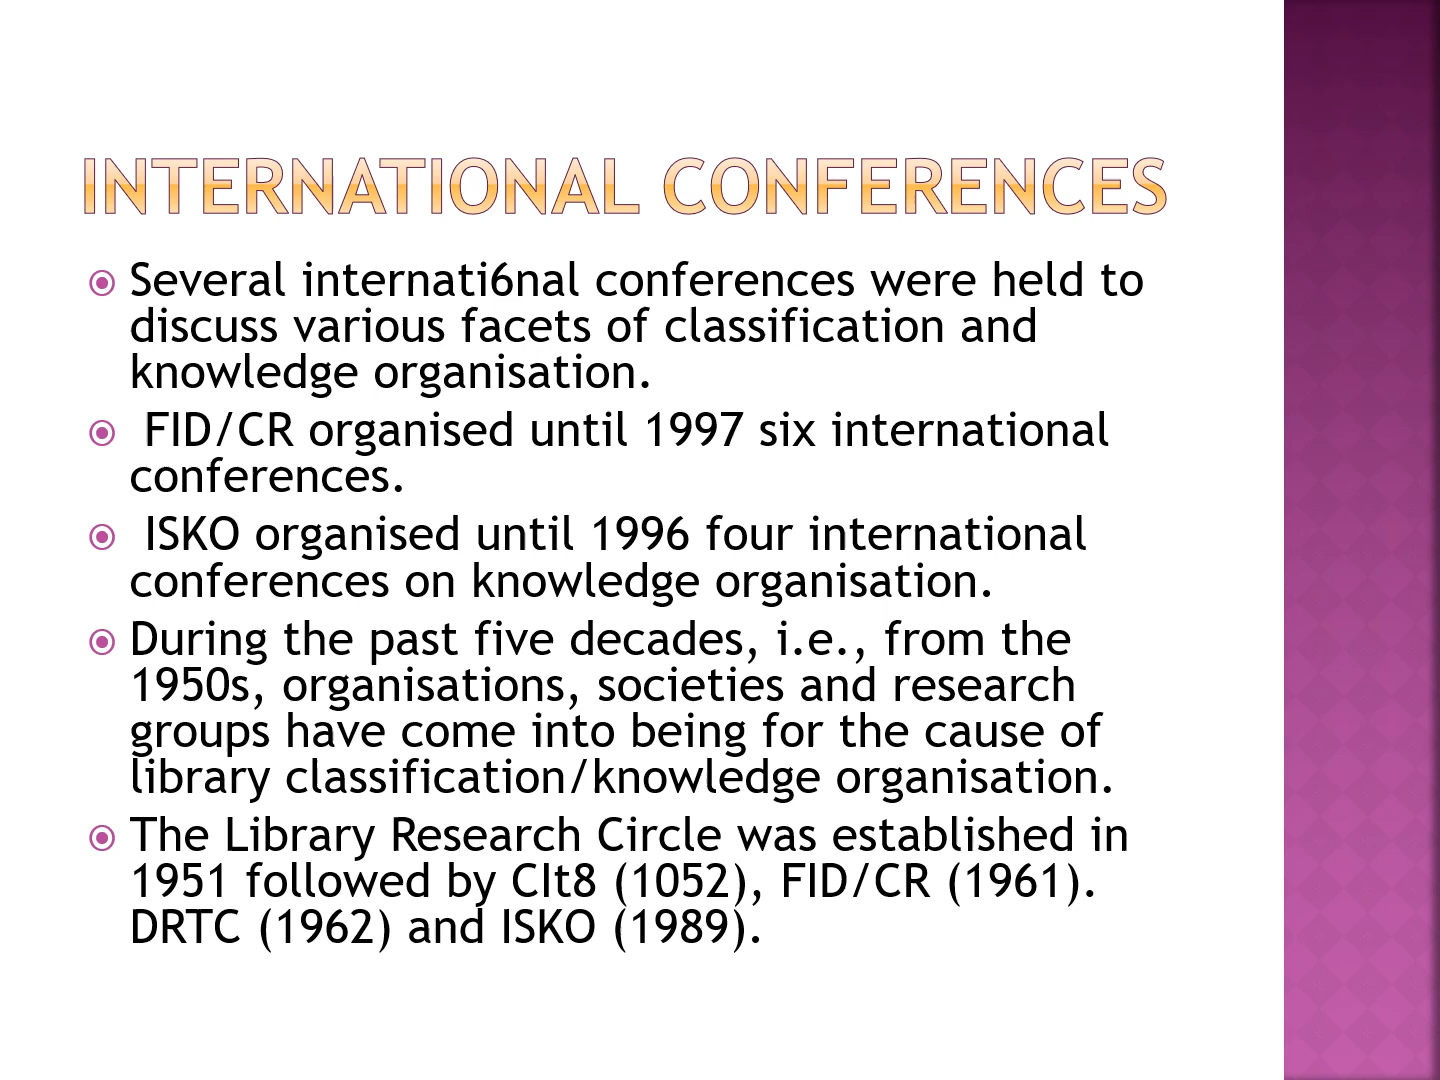 INTERNATIONAL CONFERENCES
Several internati6nal conferences were held to
discuss various facets of classification and
knowledge organisation.
FID/CR organised until 1997 six international
conferences.
ISKO organised until 1996 four international
conferences on knowledge organisation.
During the past five decades, i.e., from the
1950s, organisations, societies and research
groups have come into being for the cause of
library classification/knowledge organisation.
The Library Research Circle was established in
1951 followed by CIt8 (1052), FID/CR (1961).
DRTC (1962) and ISKO (1989).